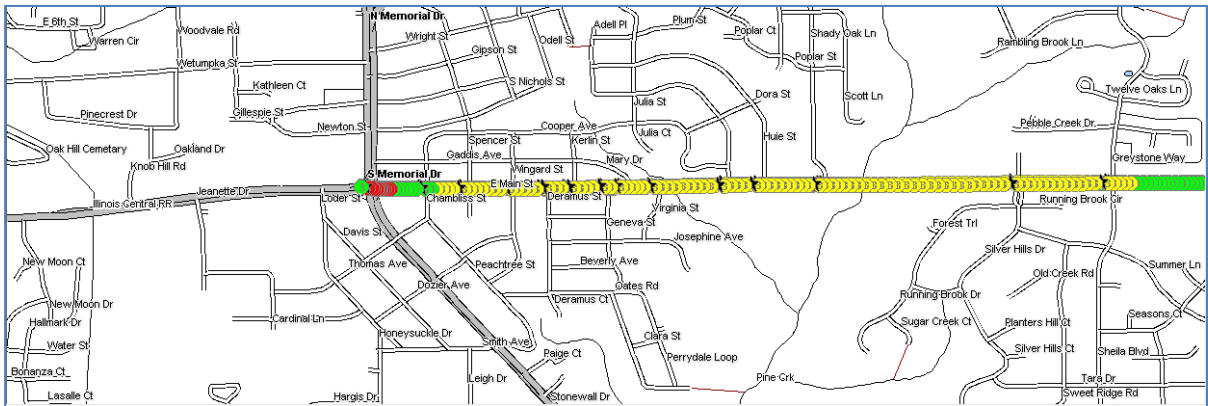 E 6th St
N Memorial Dr
Plum St
Adell Pl
Woodvale Rd
Warren Cir
Wright St
Odell St
Poplar Ct
Shady Oak Ln
Rambling Brook Ln
Gipson St
Wetumpka St
Poplar St
Kathleen Ct
S Nichols St
Twelve Oaks Ln
Dora St
Scott Ln
Julia St
Pinecrest Dr
Gillespie St
Newton St
Cooper Ave
Pebble Creek Dr
Julia Ct
Huie St
Spencer St
Kerlin St
Oak Hill Cemetary
Oakland Dr
Gaddis Ave
Mary Dr
Greystone Way
Knob Hill Rd
Wingard St
S Memorial Dr
E Main St
Jeanette Dr
Loder St
Chambliss St
Deramus St
Running Brook Cir
Illinois Central RR
Virginia St
Geneva St
Forest Trl
Davis St
Josephine Ave
Silver Hills Dr
New Moon Ct
Thomas Ave
Peachtree St
Beverly Ave
Summer Ln
Old Creek Rd
Dozier Ave
Oates Rd
Running Brook Dr
New Moon Dr
Deramus Ct
Seasons Ct
Hallmark Dr
Cardinal Ln
Sugar Creek Ct
Planters Hill Ct
Honeysuckle Dr
Clara St
Water St
Smith Ave
Silver Hills Ct
Sheila Blvd
Paige Ct
Perrydale Loop
Bonanza Ct
Leigh Dr
Pine Crk
Tara Dr
Lasalle Ct
Hargis Dr
Stonewall Dr
Sweet Ridge Rd